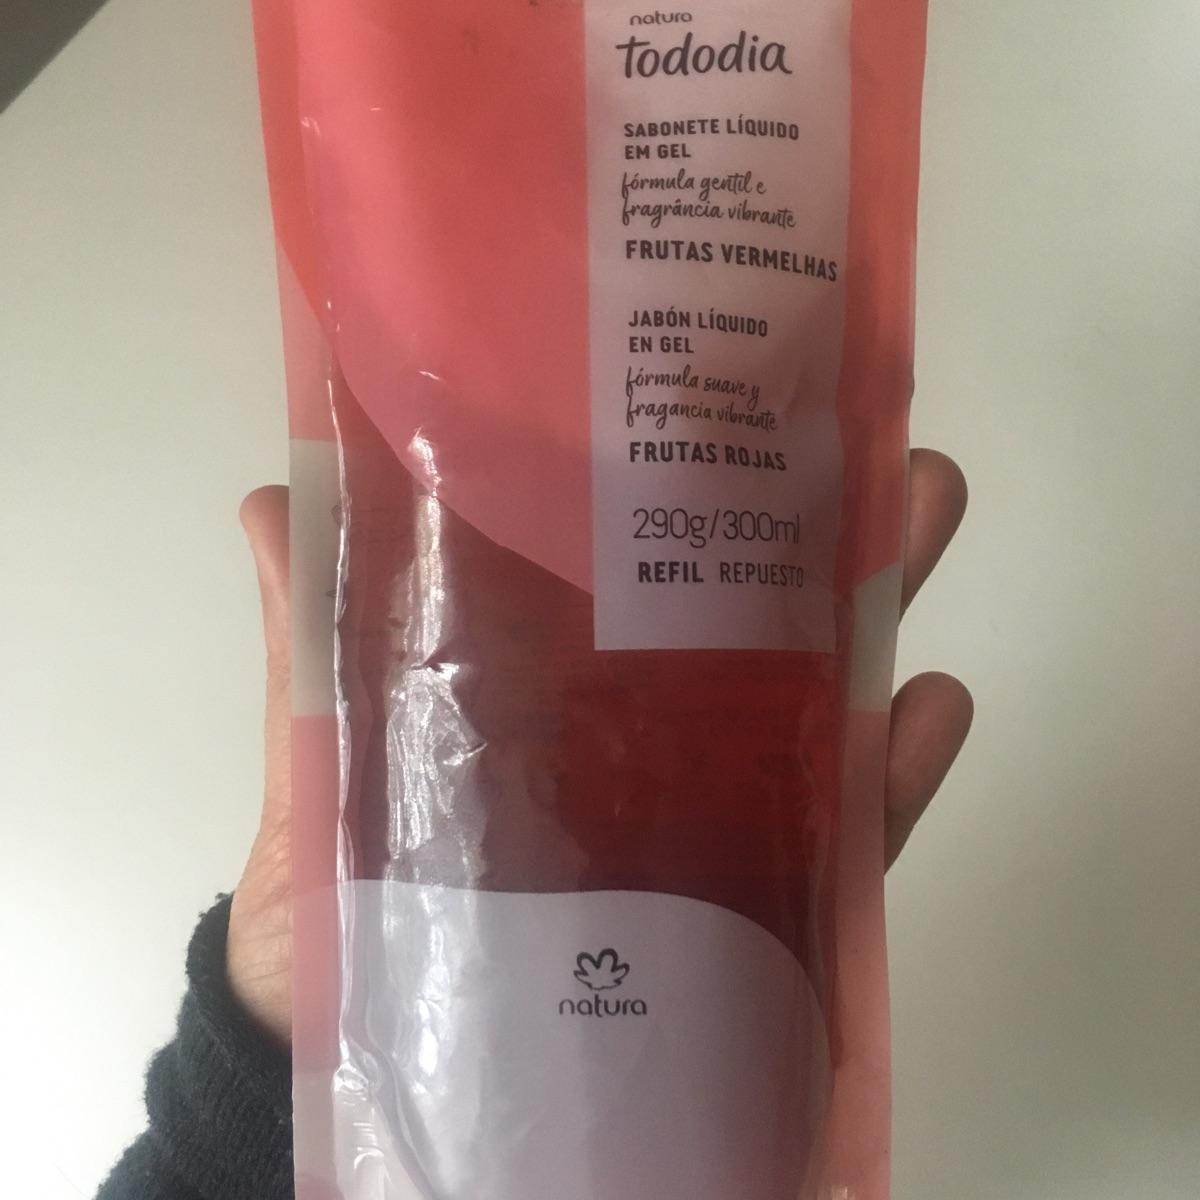 natura
Tododia
SABONETE LÍQUIDO
EM GEL
fórmula gentil e
fragrância vibrante
FRUTAS VERMELHAS
JABÓN LÍQUIDO
EN GEL
fórmula suave y
fragancia vibrante
FRUTAS ROJAS
290g/300ml
REFIL REPUESTO
natura